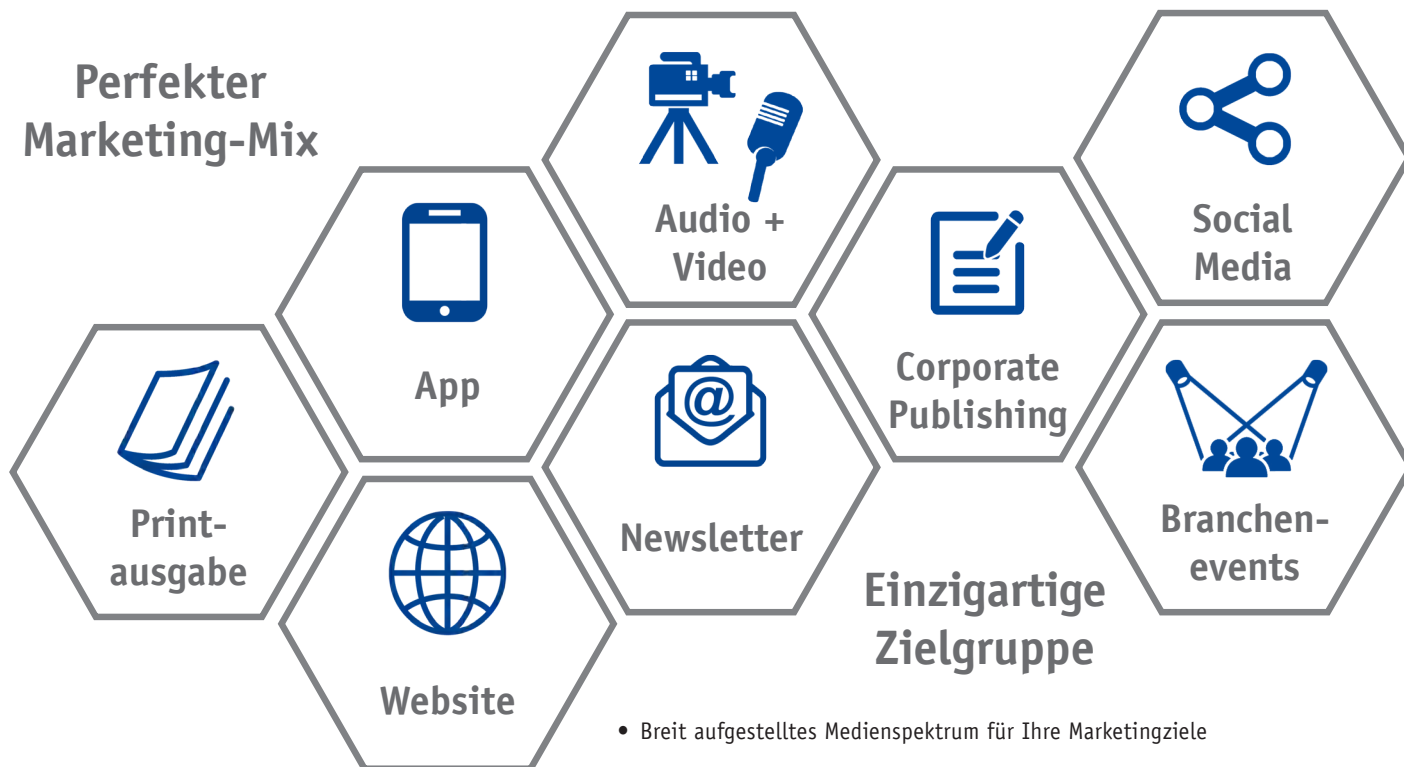 Perfekter
Marketing-Mix
Audio +
Video
Social
Media
App
Corporate
Publishing
Print-
ausgabe
Newsletter
Branchen-
events
Website
Einzigartige
Zielgruppe
• Breit aufgestelltes Medienspektrum für Ihre Marketingziele